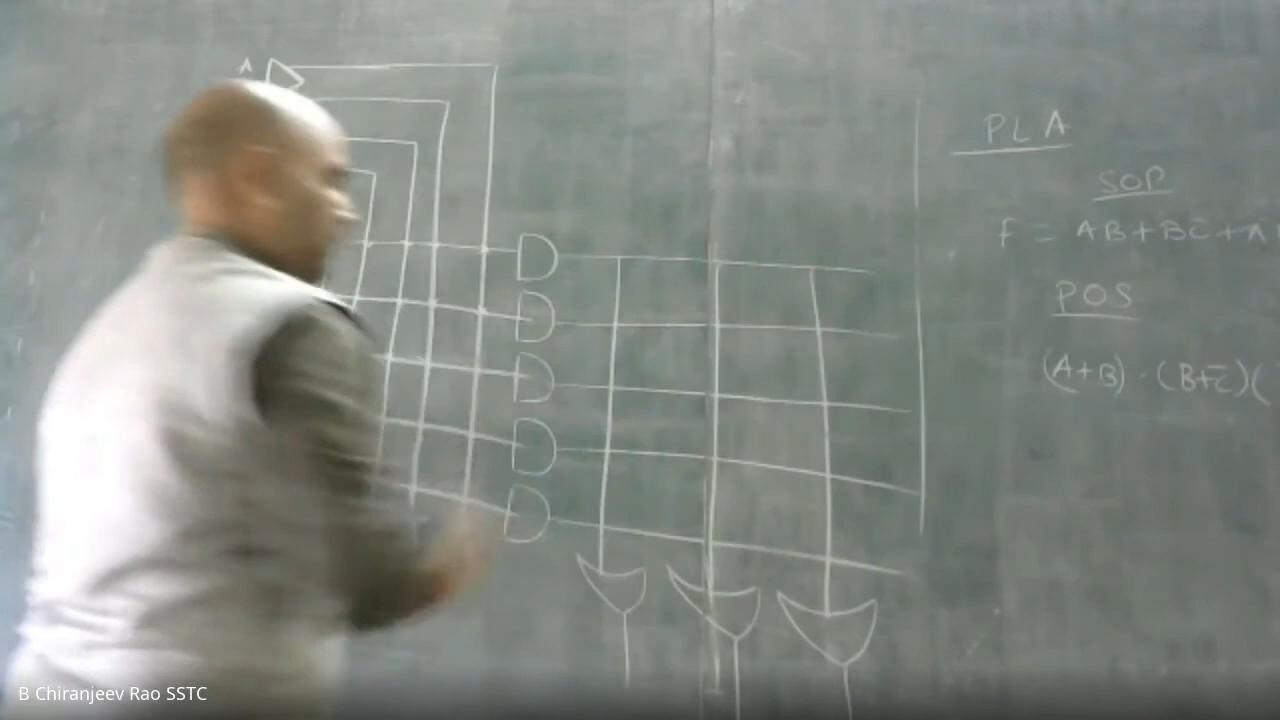 A
PLA
SOP
f = AB+BC̅+A
POS
(A+B) · (B+C̅)(
B Chiranjeev Rao SSTC